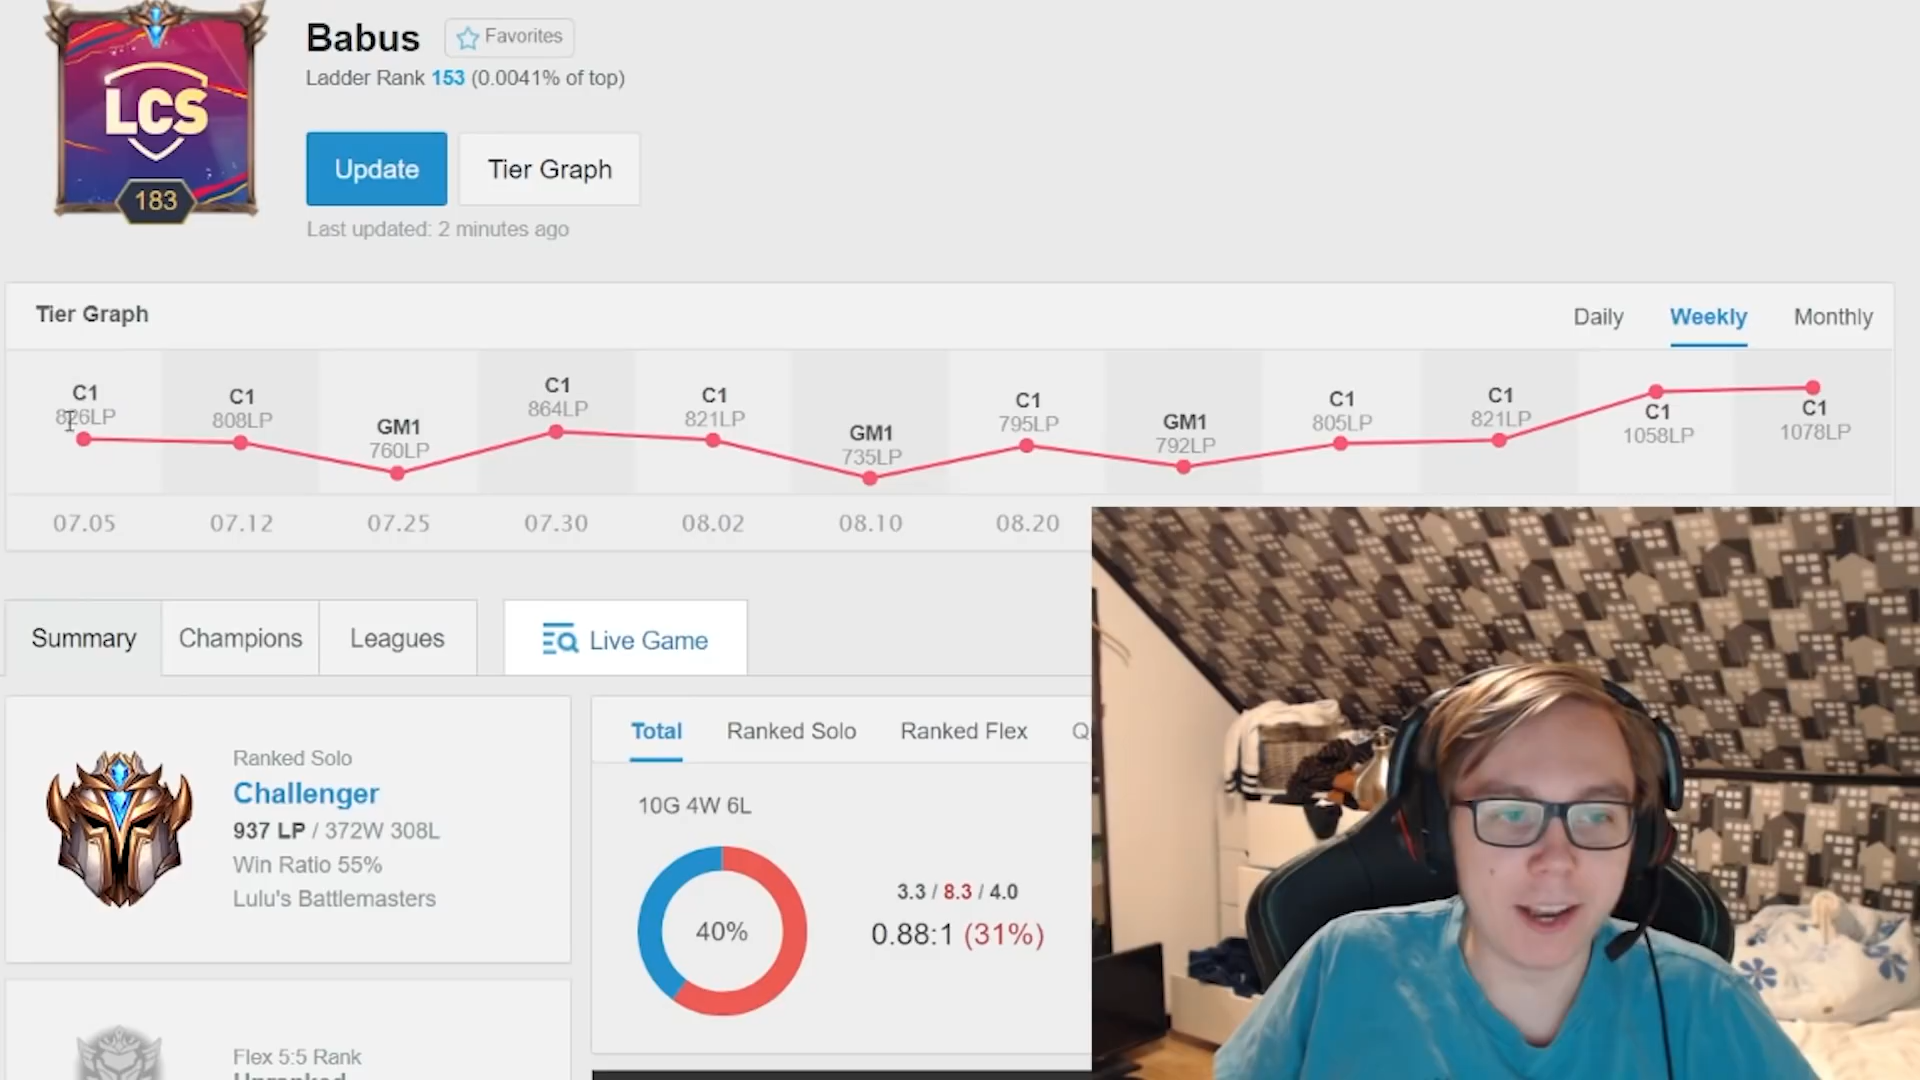 LCS
183
Babus
Favorites
Ladder Rank 153 (0.0041% of top)
Update
Tier Graph
Last updated: 2 minutes ago
Tier Graph
Daily
Weekly
Monthly
C1
826LP
C1
808LP
GM1
760LP
C1
864LP
C1
821LP
GM1
735LP
C1
795LP
GM1
792LP
C1
805LP
C1
821LP
C1
1058LP
C1
1078LP
07.05
07.12
07.25
07.30
08.02
08.10
08.20
Summary
Champions
Leagues
Live Game
Ranked Solo
Challenger
937 LP / 372W 308L
Win Ratio 55%
Lulu's Battlemasters
Total
Ranked Solo
Ranked Flex
Q
10G 4W 6L
40%
3.3 / 8.3 / 4.0
0.88:1 (31%)
Flex 5:5 Rank